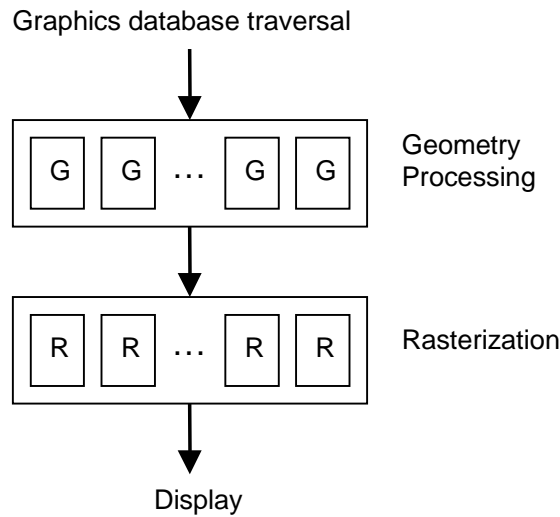 Graphics database traversal
G G ... G G
Geometry
Processing
R R ... R R
Rasterization
Display